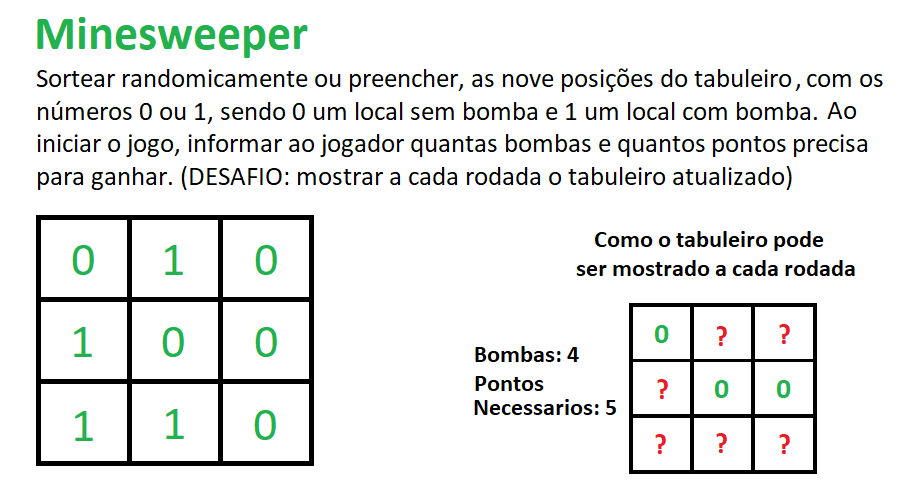 Minesweeper
Sortear randomicamente ou preencher, as nove posições do tabuleiro, com os
números 0 ou 1, sendo 0 um local sem bomba e 1 um local com bomba. Ao
iniciar o jogo, informar ao jogador quantas bombas e quantos pontos precisa
para ganhar. (DESAFIO: mostrar a cada rodada o tabuleiro atualizado)
0 1 0
1 0 0
1 1 0
Como o tabuleiro pode
ser mostrado a cada rodada
Bombas: 4
Pontos
Necessarios: 5
0 ? ?
? 0 0
? ? ?